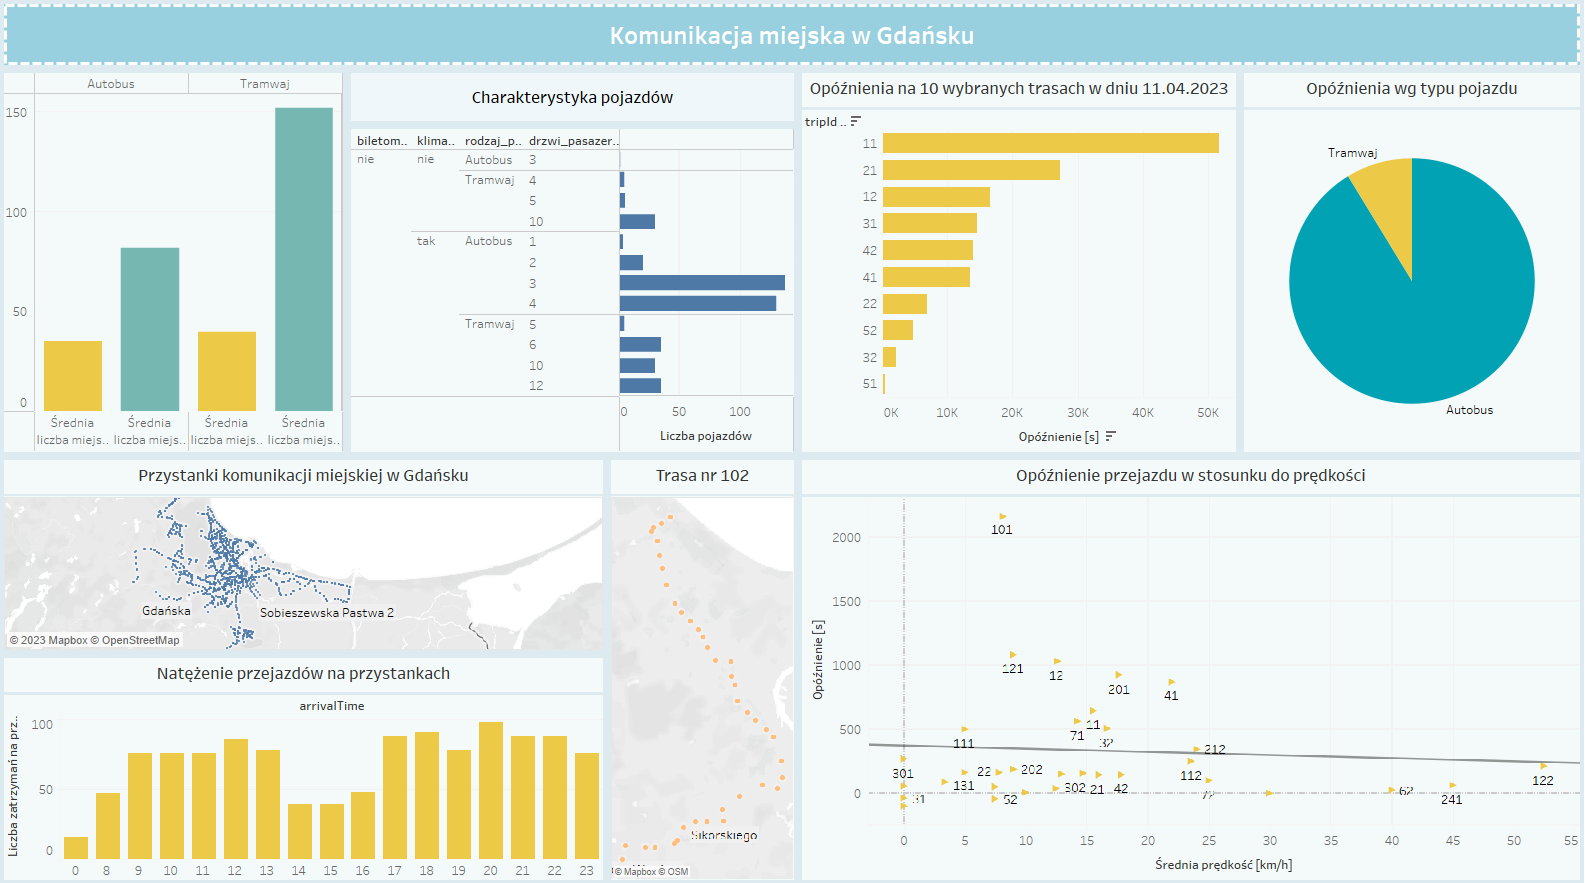 Komunikacja miejska w Gdańsku
Autobus
Tramwaj
150
100
50
0
Średnia
liczba miejs..
Średnia
liczba miejs..
Średnia
liczba miejs..
Średnia
liczba miejs..
Charakterystyka pojazdów
biletom.. klima.. rodzaj_p.. drzwi_pasazer..
nie nie Autobus 3
Tramwaj 4
5
10
tak Autobus 1
2
3
4
Tramwaj 5
6
10
12
0 50 100
Liczba pojazdów
Opóźnienia na 10 wybranych trasach w dniu 11.04.2023
tripId ..
11
21
12
31
42
41
22
52
32
51
0K 10K 20K 30K 40K 50K
Opóźnienie [s]
Opóźnienia wg typu pojazdu
Tramwaj
Autobus
Przystanki komunikacji miejskiej w Gdańsku
Gdańska
Sobieszewska Pastwa 2
© 2023 Mapbox © OpenStreetMap
Natężenie przejazdów na przystankach
arrivalTime
Liczba zatrzymań na prz..
100
50
0
0 8 9 10 11 12 13 14 15 16 17 18 19 20 21 22 23
Trasa nr 102
Sikorskiego
© Mapbox © OSM
Opóźnienie przejazdu w stosunku do prędkości
Opóźnienie [s]
2000
1500
1000
500
0
101
121
12
201
41
11
71
32
111
212
301
22
202
112
122
131
302
21
42
31
52
72
62
241
0 5 10 15 20 25 30 35 40 45 50 55
Średnia prędkość [km/h]